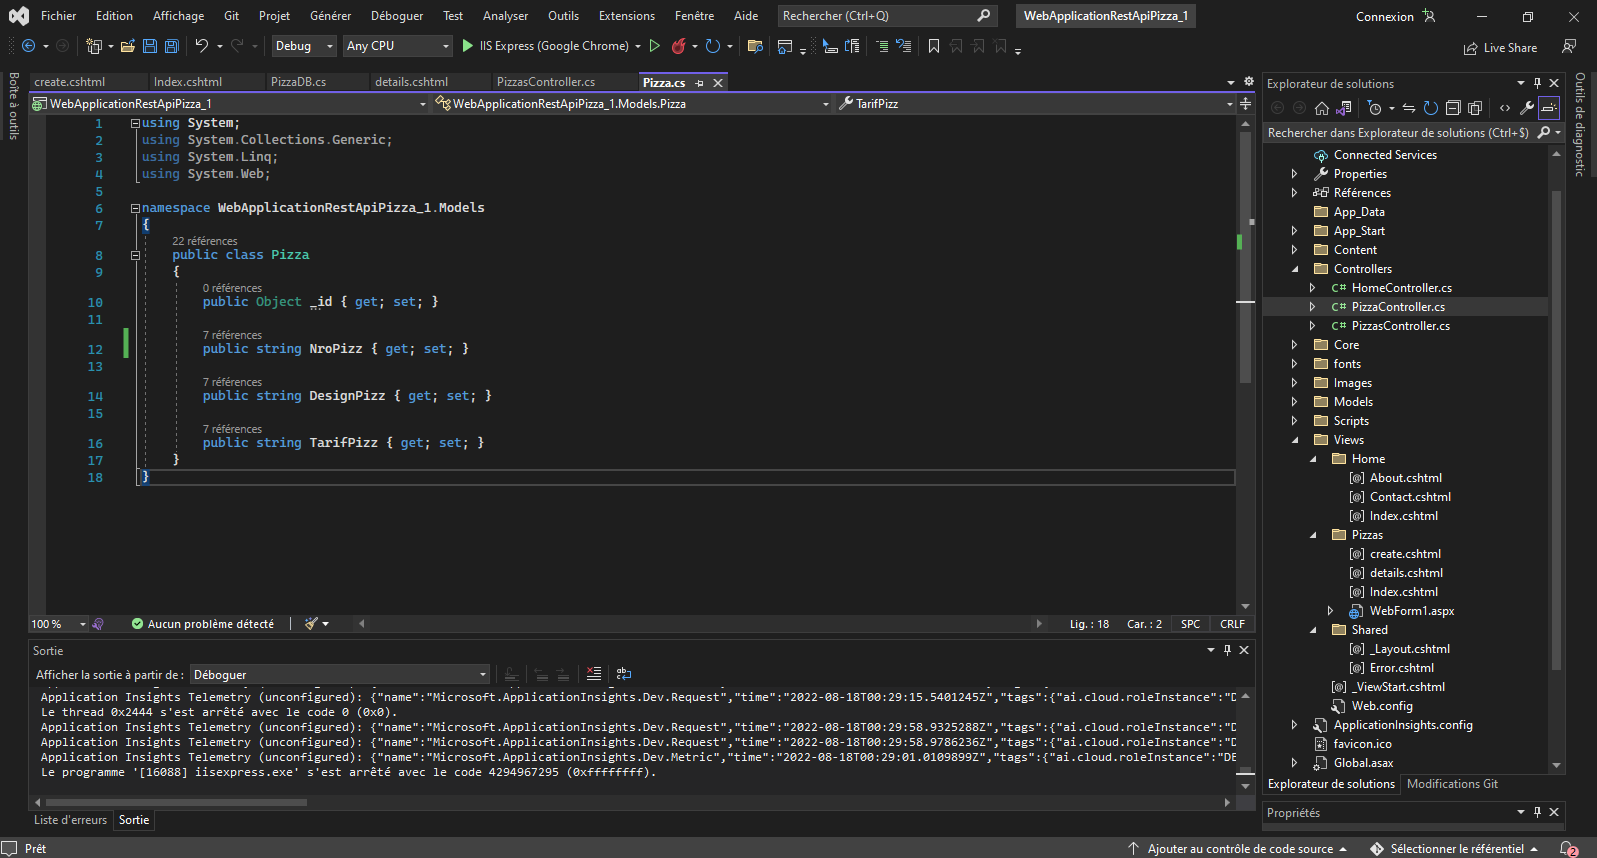 Fichier Edition Affichage Git Projet Générer Déboguer Test Analyser Outils Extensions Fenêtre Aide Rechercher (Ctrl+Q) WebApplicationRestApiPizza_1 Connexion
Debug Any CPU IIS Express (Google Chrome) Live Share
Boîte à outils
create.cshtml Index.cshtml PizzaDB.cs details.cshtml PizzasController.cs Pizza.cs
WebApplicationRestApiPizza_1 WebApplicationRestApiPizza_1.Models.Pizza TarifPizz
1 using System;
2 using System.Collections.Generic;
3 using System.Linq;
4 using System.Web;
5
6 namespace WebApplicationRestApiPizza_1.Models
7 {
22 références
8 public class Pizza
9 {
0 références
10 public Object _id { get; set; }
11
7 références
12 public string NroPizz { get; set; }
13
7 références
14 public string DesignPizz { get; set; }
15
7 références
16 public string TarifPizz { get; set; }
17 }
18 }
100 % Aucun problème détecté Lig. : 18 Car. : 2 SPC CRLF
Sortie
Afficher la sortie à partir de : Déboguer
Application Insights Telemetry (unconfigured): {"name":"Microsoft.ApplicationInsights.Dev.Request","time":"2022-08-18T00:29:15.5401245Z","tags":{"ai.cloud.roleInstance":"D
Le thread 0x2444 s'est arrêté avec le code 0 (0x0).
Application Insights Telemetry (unconfigured): {"name":"Microsoft.ApplicationInsights.Dev.Request","time":"2022-08-18T00:29:58.9325288Z","tags":{"ai.cloud.roleInstance":"D
Application Insights Telemetry (unconfigured): {"name":"Microsoft.ApplicationInsights.Dev.Request","time":"2022-08-18T00:29:58.9786236Z","tags":{"ai.cloud.roleInstance":"D
Application Insights Telemetry (unconfigured): {"name":"Microsoft.ApplicationInsights.Dev.Metric","time":"2022-08-18T00:29:01.0109899Z","tags":{"ai.cloud.roleInstance":"DE
Le programme '[16088] iisexpress.exe' s'est arrêté avec le code 4294967295 (0xffffffff).
Liste d'erreurs Sortie
Explorateur de solutions
Rechercher dans Explorateur de solutions (Ctrl+$)
Connected Services
Properties
Références
App_Data
App_Start
Content
Controllers
C# HomeController.cs
C# PizzaController.cs
C# PizzasController.cs
Core
fonts
Images
Models
Scripts
Views
Home
[@] About.cshtml
[@] Contact.cshtml
[@] Index.cshtml
Pizzas
[@] create.cshtml
[@] details.cshtml
[@] Index.cshtml
WebForm1.aspx
Shared
[@] _Layout.cshtml
[@] Error.cshtml
[@] _ViewStart.cshtml
Web.config
ApplicationInsights.config
favicon.ico
Global.asax
Explorateur de solutions Modifications Git
Propriétés
Outils de diagnostic
Prêt Ajouter au contrôle de code source Sélectionner le référentiel 2